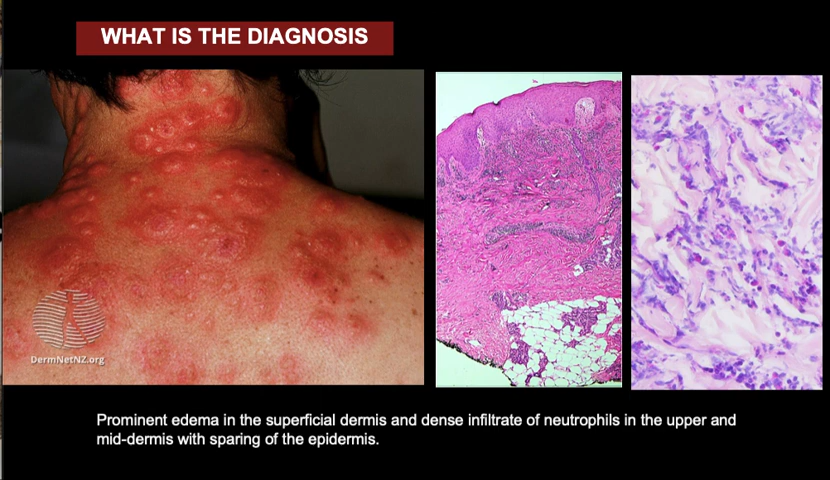 WHAT IS THE DIAGNOSIS
DermNetNZ.org
Prominent edema in the superficial dermis and dense infiltrate of neutrophils in the upper and
mid-dermis with sparing of the epidermis.